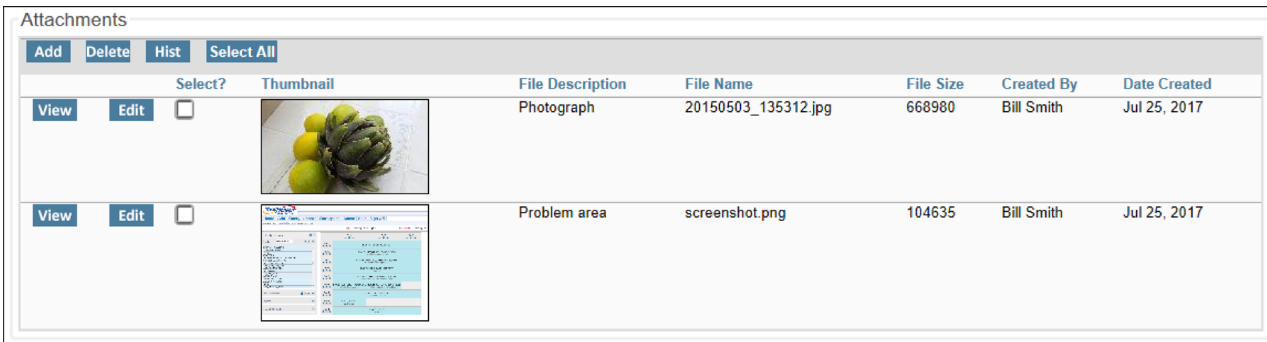 Attachments
Add Delete Hist Select All
Select? Thumbnail File Description File Name File Size Created By Date Created
View Edit Photograph 20150503_135312.jpg 668980 Bill Smith Jul 25, 2017
View Edit Problem area screenshot.png 104635 Bill Smith Jul 25, 2017